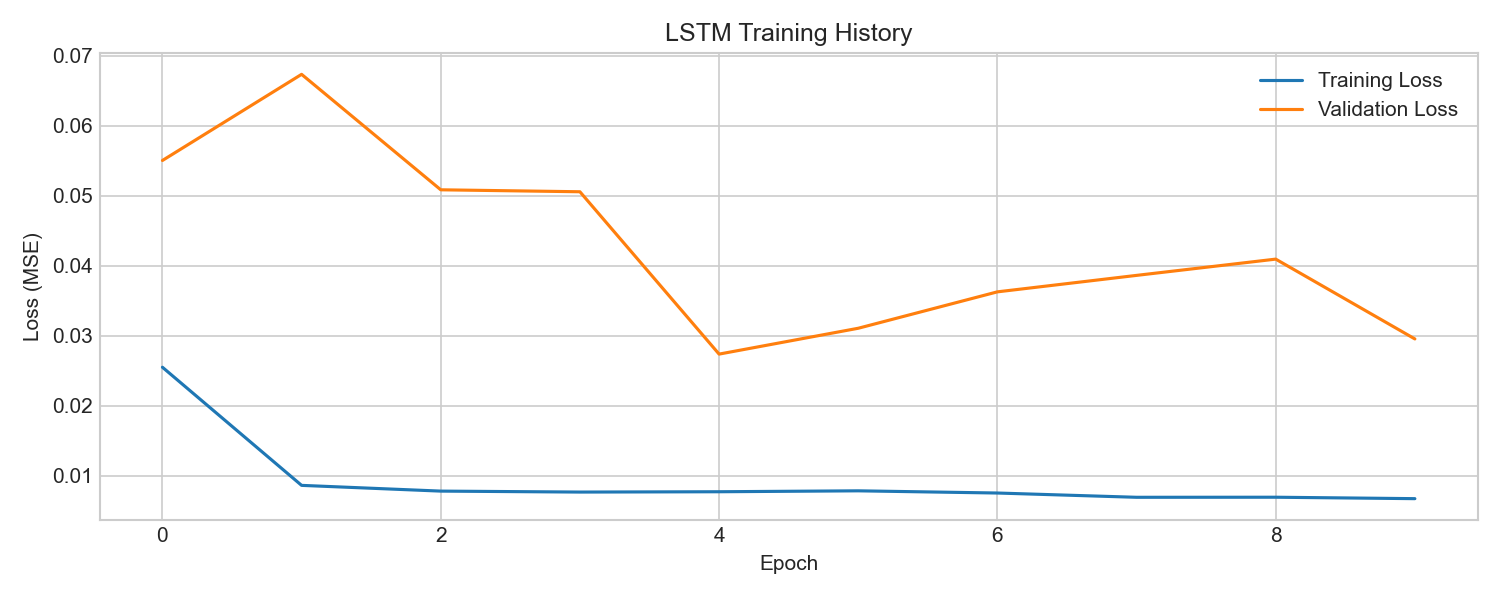 LSTM Training History
0.07
0.06
0.05
0.04
0.03
0.02
0.01
Loss (MSE)
Training Loss
Validation Loss
0 2 4 6 8
Epoch